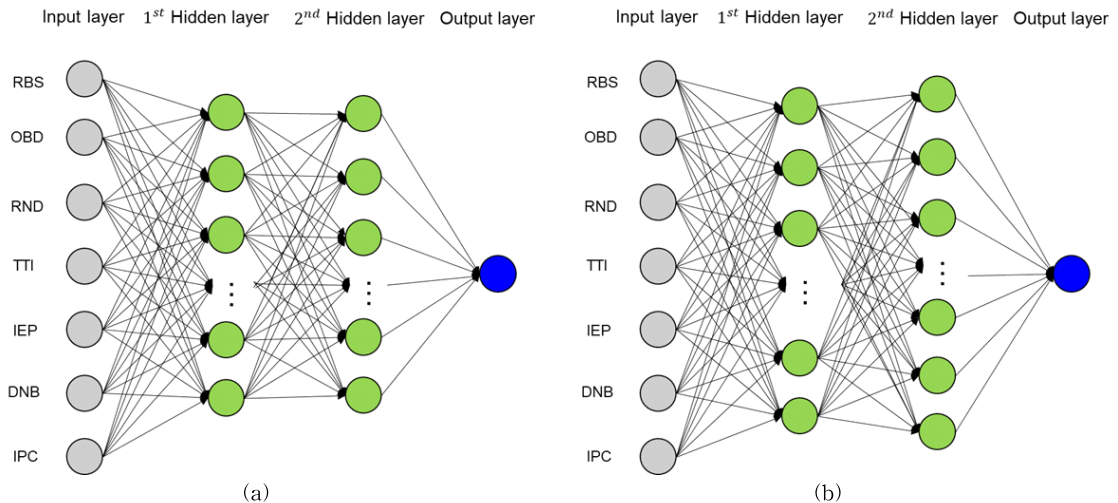 Input layer 1st Hidden layer 2nd Hidden layer Output layer
RBS
OBD
RND
TTI
IEP
DNB
IPC
(a)
Input layer 1st Hidden layer 2nd Hidden layer Output layer
RBS
OBD
RND
TTI
IEP
DNB
IPC
(b)